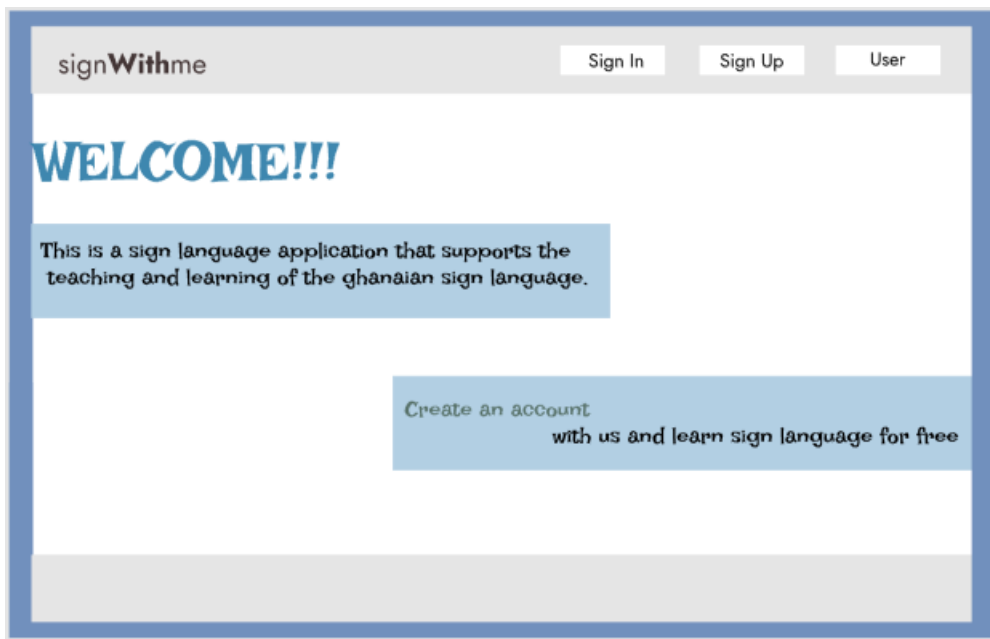 signWithme
Sign In
Sign Up
User
WELCOME!!!
This is a sign language application that supports the
teaching and learning of the ghanaian sign language.
Create an account
with us and learn sign language for free